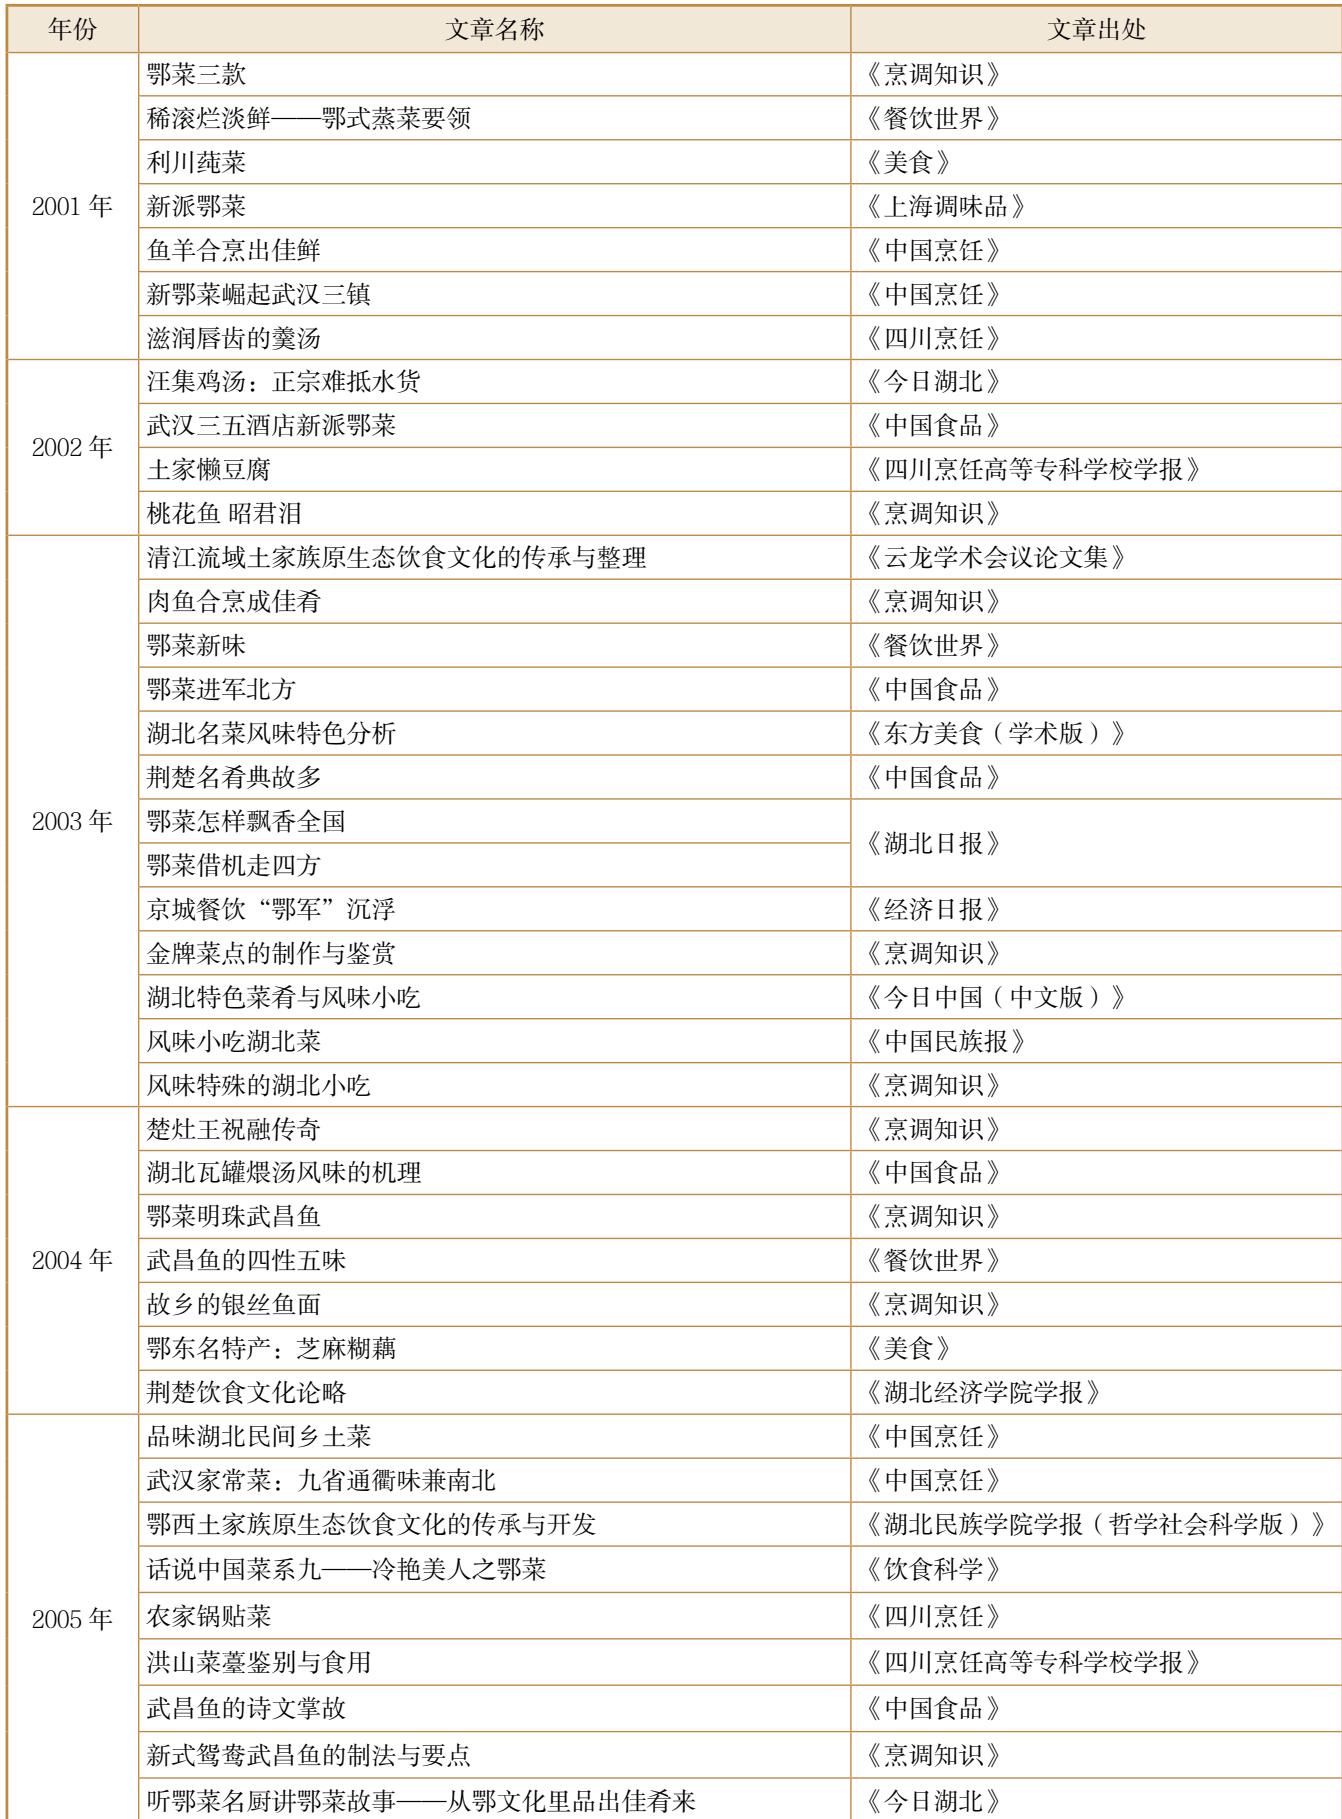 年份 文章名称 文章出处
鄂菜三款 《烹调知识》
稀滚烂淡鲜——鄂式蒸菜要领 《餐饮世界》
利川莼菜 《美食》
2001 年 新派鄂菜 《上海调味品》
鱼羊合烹出佳鲜 《中国烹饪》
新鄂菜崛起武汉三镇 《中国烹饪》
滋润唇齿的羹汤 《四川烹饪》
汪集鸡汤：正宗难抵水货 《今日湖北》
武汉三五酒店新派鄂菜 《中国食品》
2002 年
土家懒豆腐 《四川烹饪高等专科学校学报》
桃花鱼 昭君泪 《烹调知识》
清江流域土家族原生态饮食文化的传承与整理 《云龙学术会议论文集》
肉鱼合烹成佳肴 《烹调知识》
鄂菜新味 《餐饮世界》
鄂菜进军北方 《中国食品》
湖北名菜风味特色分析 《东方美食（学术版）》
荆楚名肴典故多 《中国食品》
2003 年 鄂菜怎样飘香全国 《湖北日报》
鄂菜借机走四方
京城餐饮“鄂军”沉浮 《经济日报》
金牌菜点的制作与鉴赏 《烹调知识》
湖北特色菜肴与风味小吃 《今日中国（中文版）》
风味小吃湖北菜 《中国民族报》
风味特殊的湖北小吃 《烹调知识》
楚灶王祝融传奇 《烹调知识》
湖北瓦罐煨汤风味的机理 《中国食品》
鄂菜明珠武昌鱼 《烹调知识》
2004 年 武昌鱼的四性五味 《餐饮世界》
故乡的银丝鱼面 《烹调知识》
鄂东名特产：芝麻糊藕 《美食》
荆楚饮食文化论略 《湖北经济学院学报》
品味湖北民间乡土菜 《中国烹饪》
武汉家常菜：九省通衢味兼南北 《中国烹饪》
鄂西土家族原生态饮食文化的传承与开发 《湖北民族学院学报（哲学社会科学版）》
话说中国菜系九——冷艳美人之鄂菜 《饮食科学》
2005 年 农家锅贴菜 《四川烹饪》
洪山菜薹鉴别与食用 《四川烹饪高等专科学校学报》
武昌鱼的诗文掌故 《中国食品》
新式鸳鸯武昌鱼的制法与要点 《烹调知识》
听鄂菜名厨讲鄂菜故事——从鄂文化里品出佳肴来 《今日湖北》